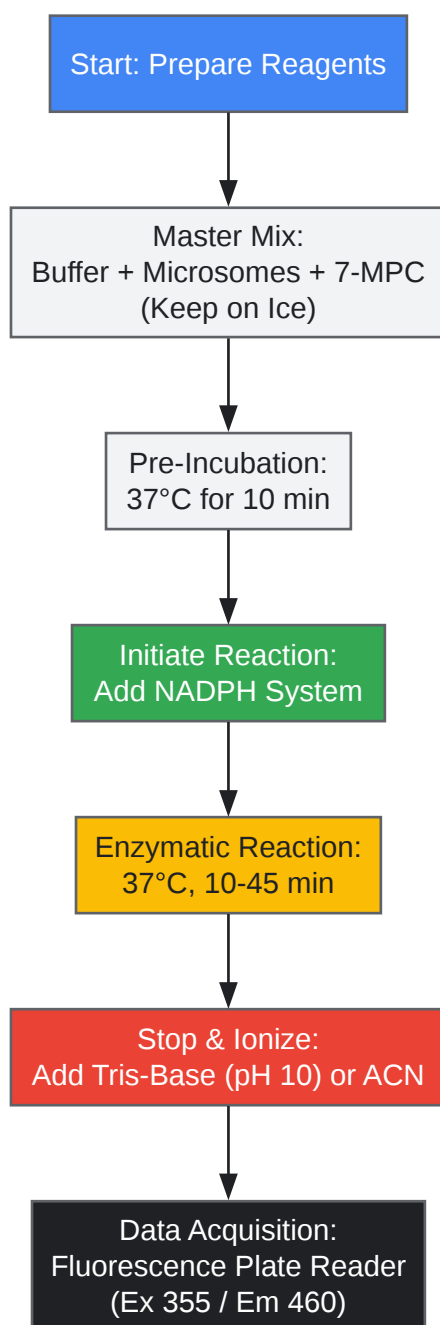 Start: Prepare Reagents
Master Mix:
Buffer + Microsomes + 7-MPC
(Keep on Ice)
Pre-Incubation:
37°C for 10 min
Initiate Reaction:
Add NADPH System
Enzymatic Reaction:
37°C, 10-45 min
Stop & Ionize:
Add Tris-Base (pH 10) or ACN
Data Acquisition:
Fluorescence Plate Reader
(Ex 355 / Em 460)